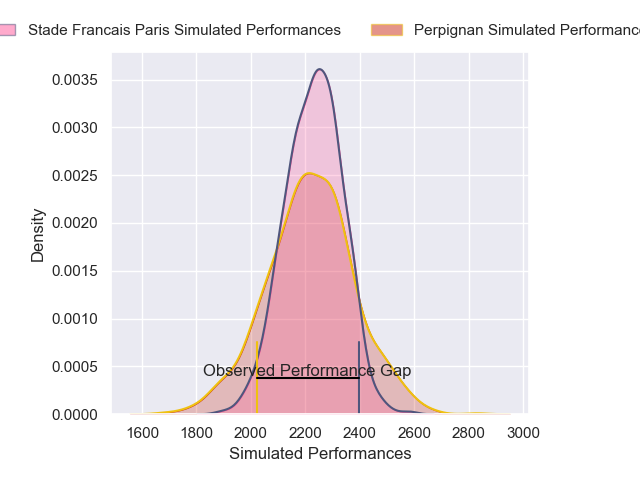 Stade Francais Paris Simulated Performances
Perpignan Simulated Performanc
0.0035
0.0030
0.0025
0.0020
0.0015
0.0010
0.0005
0.0000
Density
Observed Performance Gap
1600 1800 2000 2200 2400 2600 2800 3000
Simulated Performances